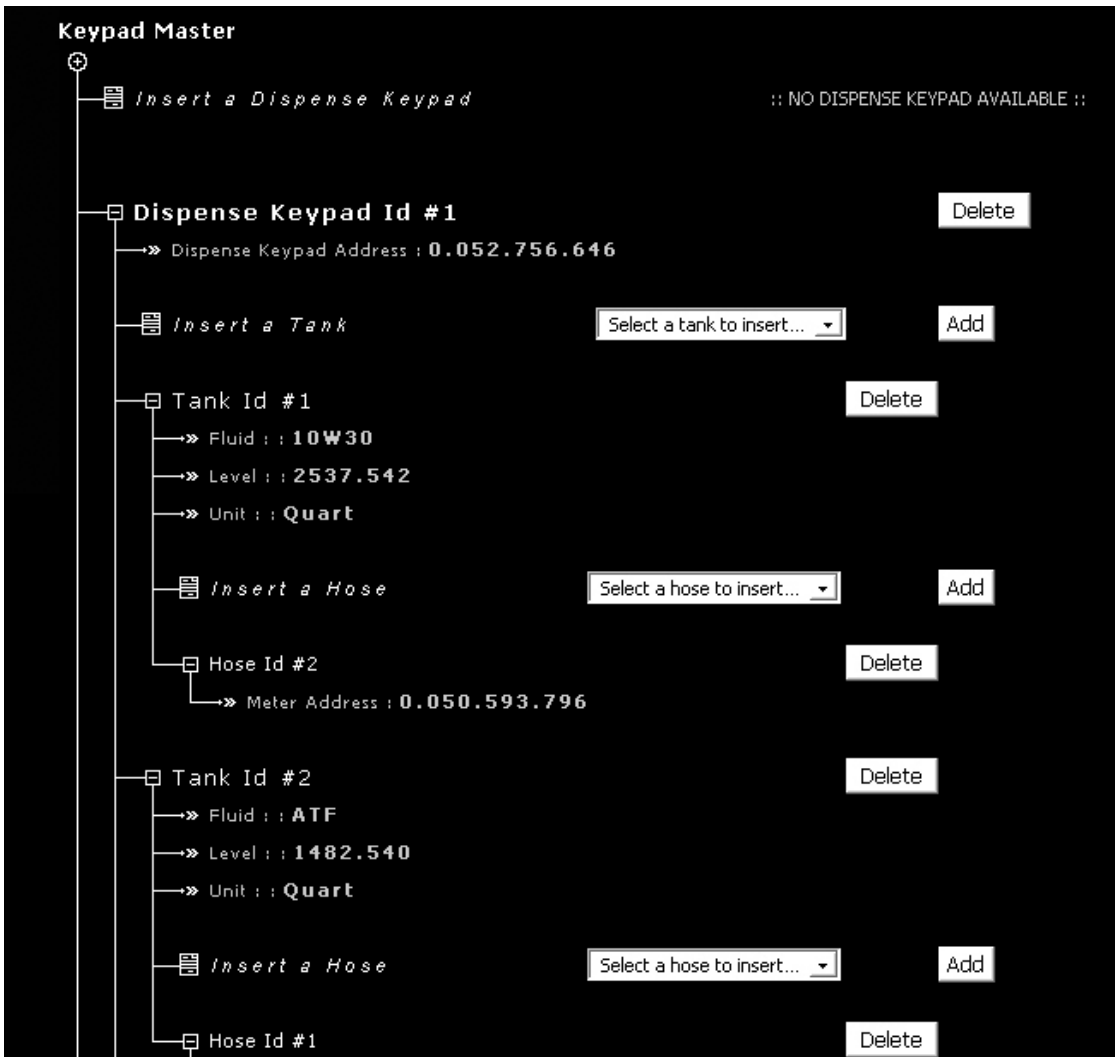 Keypad Master
Insert a Dispense Keypad :: NO DISPENSE KEYPAD AVAILABLE ::
Dispense Keypad Id #1 Delete
Dispense Keypad Address : 0.052.756.646
Insert a Tank Select a tank to insert... Add
Tank Id #1 Delete
Fluid : : 10W30
Level : : 2537.542
Unit : : Quart
Insert a Hose Select a hose to insert... Add
Hose Id #2 Delete
Meter Address : 0.050.593.796
Tank Id #2 Delete
Fluid : : ATF
Level : : 1482.540
Unit : : Quart
Insert a Hose Select a hose to insert... Add
Hose Id #1 Delete